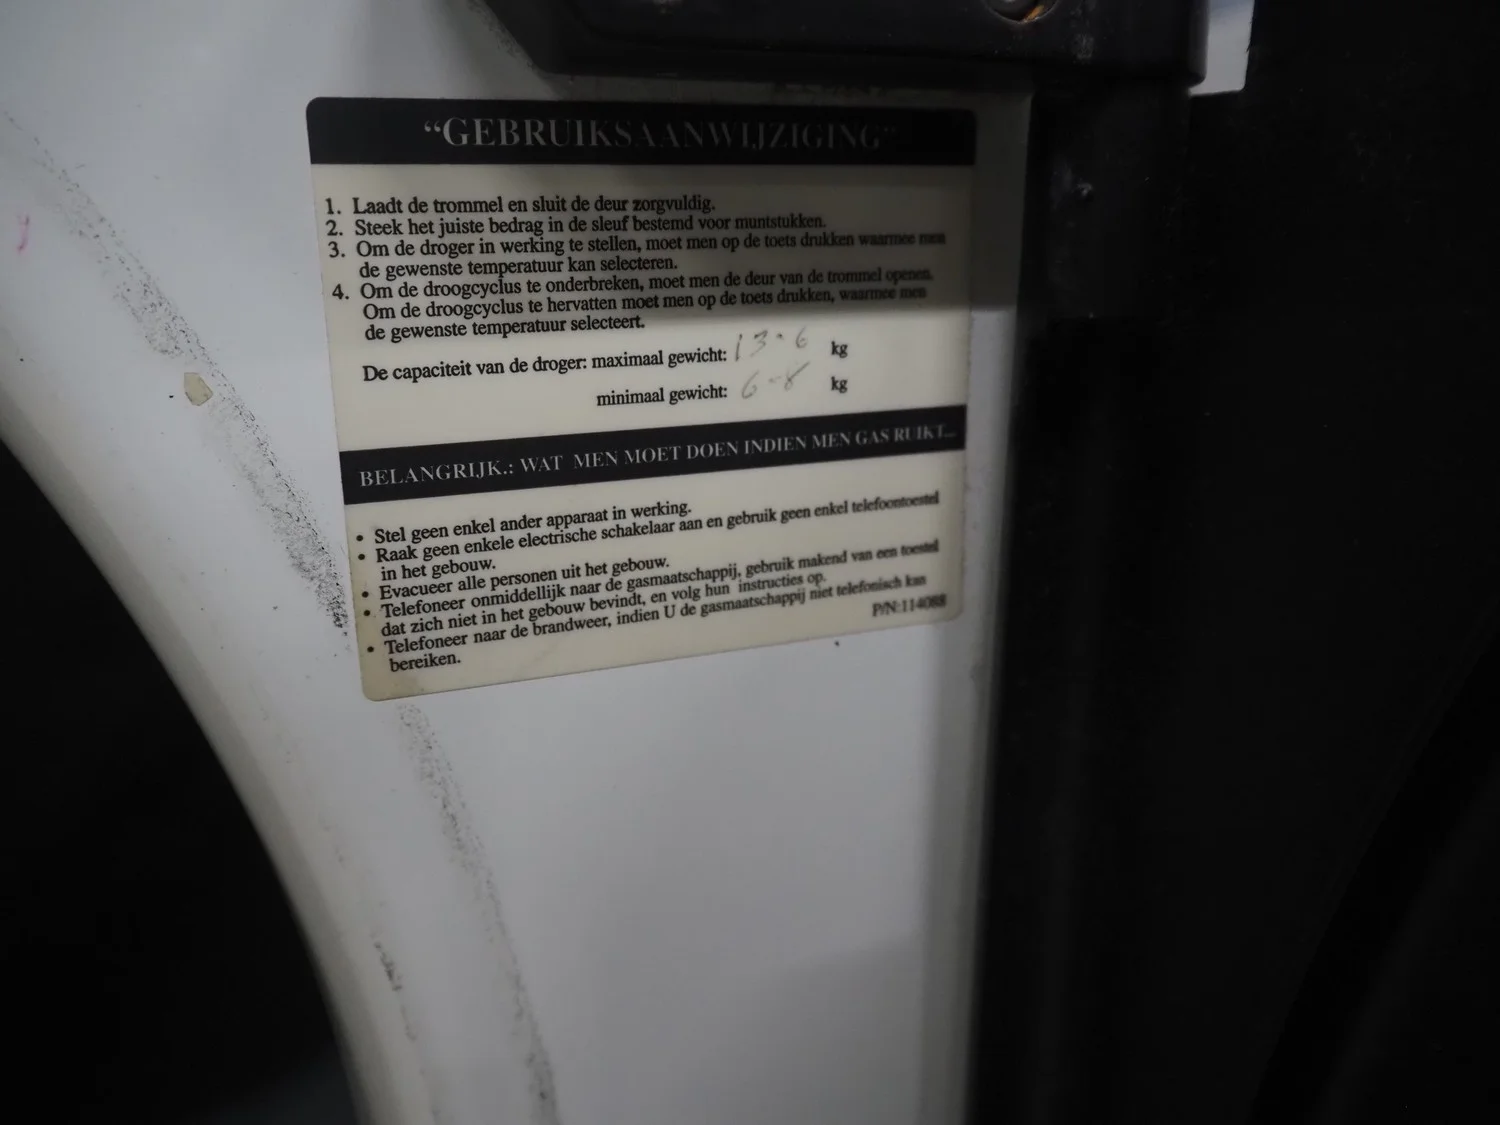 “GEBRUIKSAANWIJZIGING”
1. Laadt de trommel en sluit de deur zorgvuldig.
2. Steek het juiste bedrag in de sleuf bestemd voor muntstukken.
3. Om de droger in werking te stellen, moet men op de toets drukken waarmee men
de gewenste temperatuur kan selecteren.
4. Om de droogcyclus te onderbreken, moet men de deur van de trommel openen.
Om de droogcyclus te hervatten moet men op de toets drukken, waarmee men
de gewenste temperatuur selecteert.
De capaciteit van de droger: maximaal gewicht: 13·6 kg
minimaal gewicht: 6-8 kg
BELANGRIJK.: WAT MEN MOET DOEN INDIEN MEN GAS RUIKT...
• Stel geen enkel ander apparaat in werking.
• Raak geen enkele electrische schakelaar aan en gebruik geen enkel telefoontoestel
in het gebouw.
• Evacueer alle personen uit het gebouw.
• Telefoneer onmiddellijk naar de gasmaatschappij, gebruik makend van een toestel
dat zich niet in het gebouw bevindt, en volg hun instructies op.
• Telefoneer naar de brandweer, indien U de gasmaatschappij niet telefonisch kan
bereiken.
P/N:114088